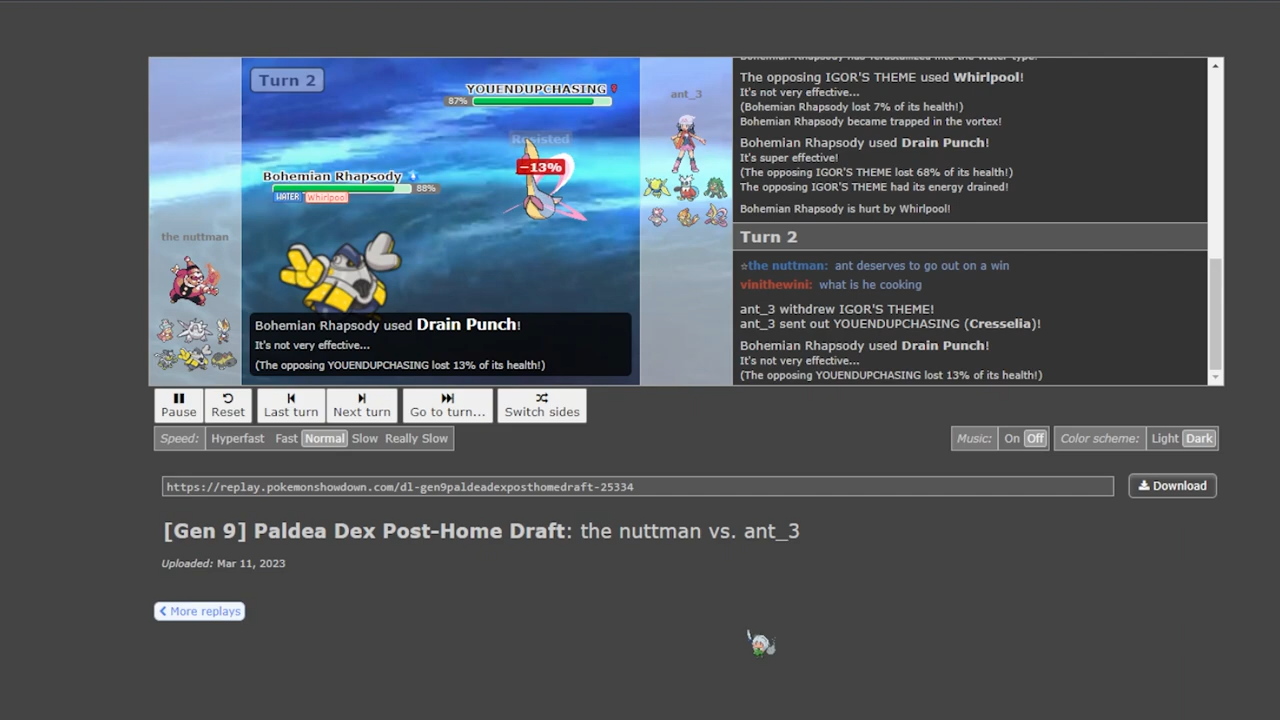 Turn 2
YOUENDUPCHASING
87%
Resisted
−13%
Bohemian Rhapsody
88%
WATER Whirlpool
the nuttman
ant_3
Bohemian Rhapsody used Drain Punch!
It's not very effective...
(The opposing YOUENDUPCHASING lost 13% of its health!)
Bohemian Rhapsody has Terastallized into the Water-type!
The opposing IGOR'S THEME used Whirlpool!
It's not very effective...
(Bohemian Rhapsody lost 7% of its health!)
Bohemian Rhapsody became trapped in the vortex!
Bohemian Rhapsody used Drain Punch!
It's super effective!
(The opposing IGOR'S THEME lost 68% of its health!)
The opposing IGOR'S THEME had its energy drained!
Bohemian Rhapsody is hurt by Whirlpool!
Turn 2
☆the nuttman: ant deserves to go out on a win
vinithewini: what is he cooking
ant_3 withdrew IGOR'S THEME!
ant_3 sent out YOUENDUPCHASING (Cresselia)!
Bohemian Rhapsody used Drain Punch!
It's not very effective...
(The opposing YOUENDUPCHASING lost 13% of its health!)
Pause Reset Last turn Next turn Go to turn... Switch sides
Speed: Hyperfast Fast Normal Slow Really Slow
Music: On Off Color scheme: Light Dark
https://replay.pokemonshowdown.com/dl-gen9paldeadexposthomedraft-25334
Download
[Gen 9] Paldea Dex Post-Home Draft: the nuttman vs. ant_3
Uploaded: Mar 11, 2023
More replays